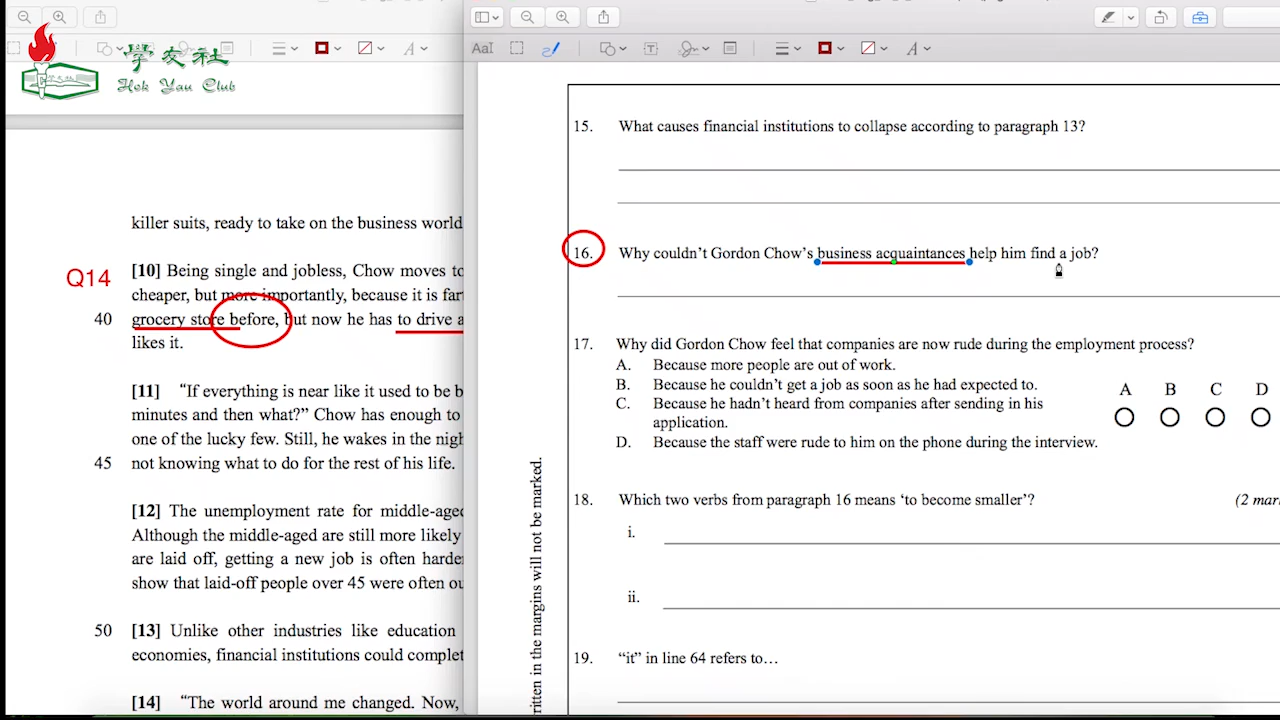 學友社
Hok Yau Club
killer suits, ready to take on the business world
Q14
[10] Being single and jobless, Chow moves to
cheaper, but more importantly, because it is far
40 grocery store before, but now he has to drive a
likes it.
[11] "If everything is near like it used to be b
minutes and then what?" Chow has enough to
one of the lucky few. Still, he wakes in the nigh
45 not knowing what to do for the rest of his life.
[12] The unemployment rate for middle-aged
Although the middle-aged are still more likely
are laid off, getting a new job is often harde
show that laid-off people over 45 were often ou
50 [13] Unlike other industries like education
economies, financial institutions could complet
[14] "The world around me changed. Now,
AaI
T
A
A
15. What causes financial institutions to collapse according to paragraph 13?
16. Why couldn't Gordon Chow's business acquaintances help him find a job?
17. Why did Gordon Chow feel that companies are now rude during the employment process?
A. Because more people are out of work.
B. Because he couldn't get a job as soon as he had expected to.
C. Because he hadn't heard from companies after sending in his
application.
D. Because the staff were rude to him on the phone during the interview.
A B C D
18. Which two verbs from paragraph 16 means 'to become smaller'?
(2 mar
i.
ii.
19. "it" in line 64 refers to…
ritten in the margins will not be marked.